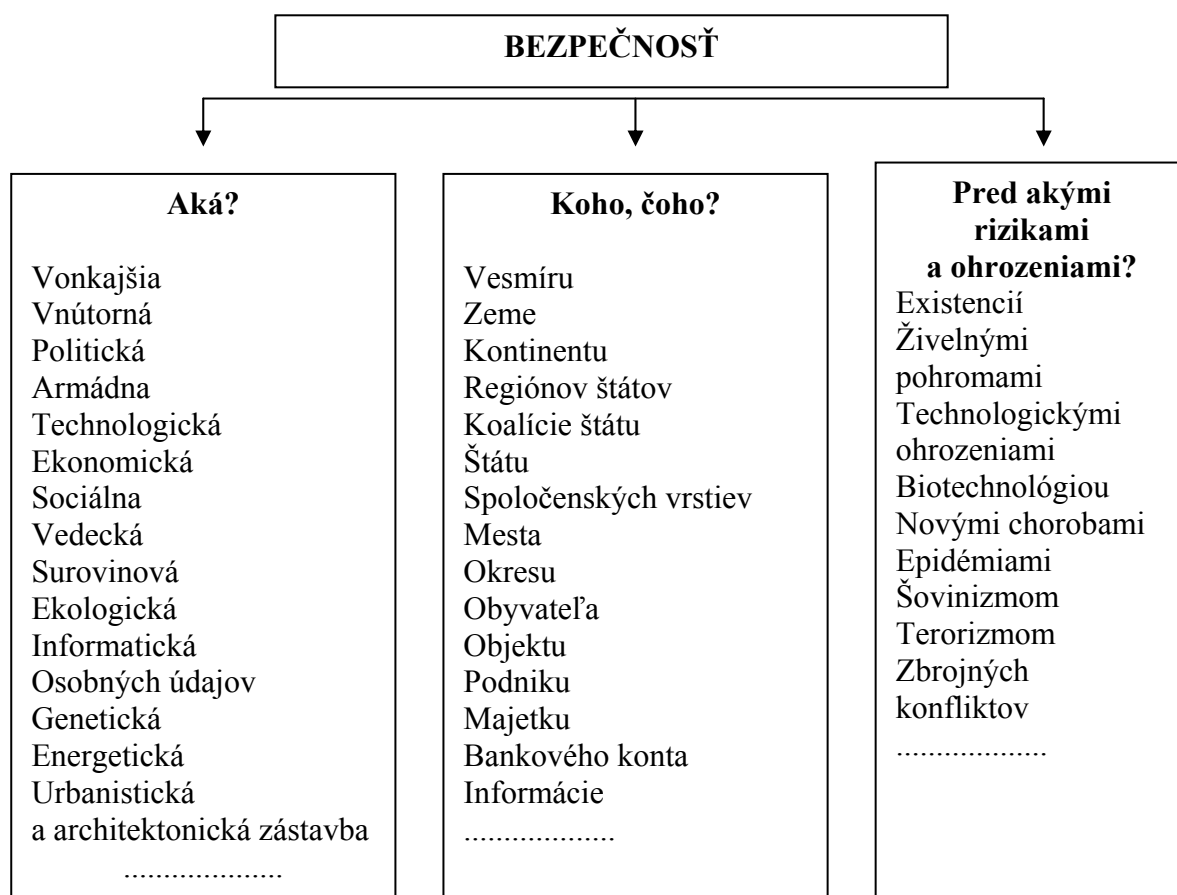 BEZPEČNOSŤ
Aká?
Vonkajšia
Vnútorná
Politická
Armádna
Technologická
Ekonomická
Sociálna
Vedecká
Surovinová
Ekologická
Informatická
Osobných údajov
Genetická
Energetická
Urbanistická
a architektonická zástavba
....................
Koho, čoho?
Vesmíru
Zeme
Kontinentu
Regiónov štátov
Koalície štátu
Štátu
Spoločenských vrstiev
Mesta
Okresu
Obyvateľa
Objektu
Podniku
Majetku
Bankového konta
Informácie
...................
Pred akými
rizikami
a ohrozeniami?
Existencií
Živelnými
pohromami
Technologickými
ohrozeniami
Biotechnológiou
Novými chorobami
Epidémiami
Šovinizmom
Terorizmom
Zbrojných
konfliktov
...................